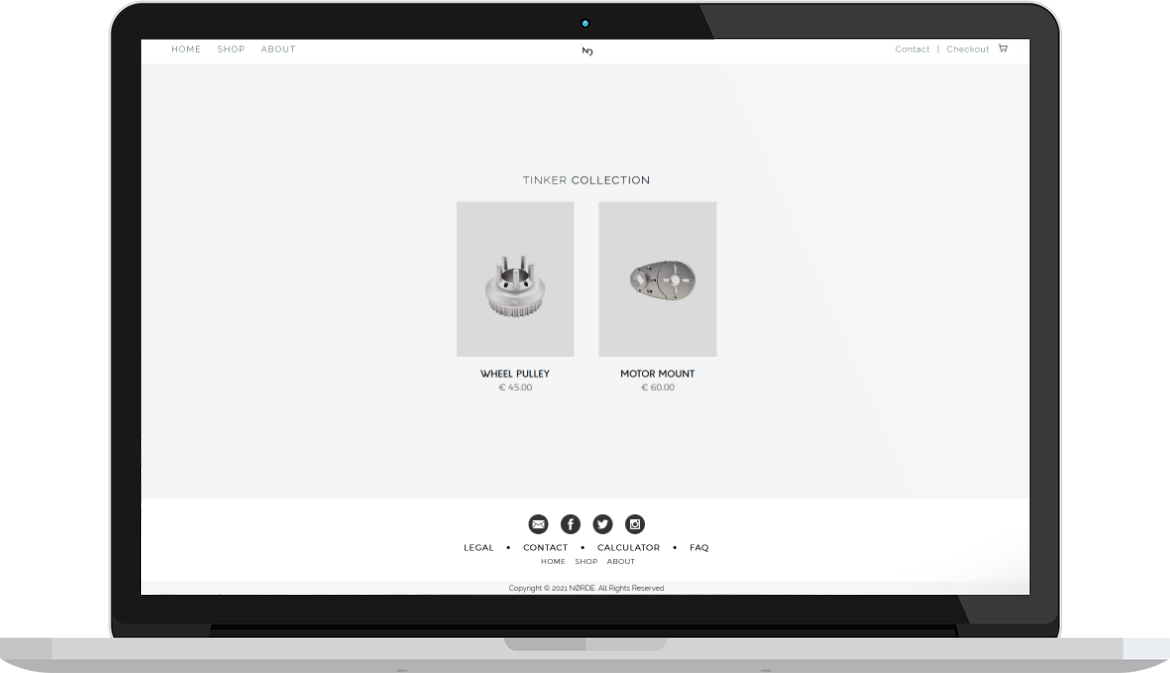 HOME SHOP ABOUT
Contact | Checkout
TINKER COLLECTION
WHEEL PULLEY
€ 45.00
MOTOR MOUNT
€ 60.00
LEGAL • CONTACT • CALCULATOR • FAQ
HOME SHOP ABOUT
Copyright © 2021 NØRDE. All Rights Reserved